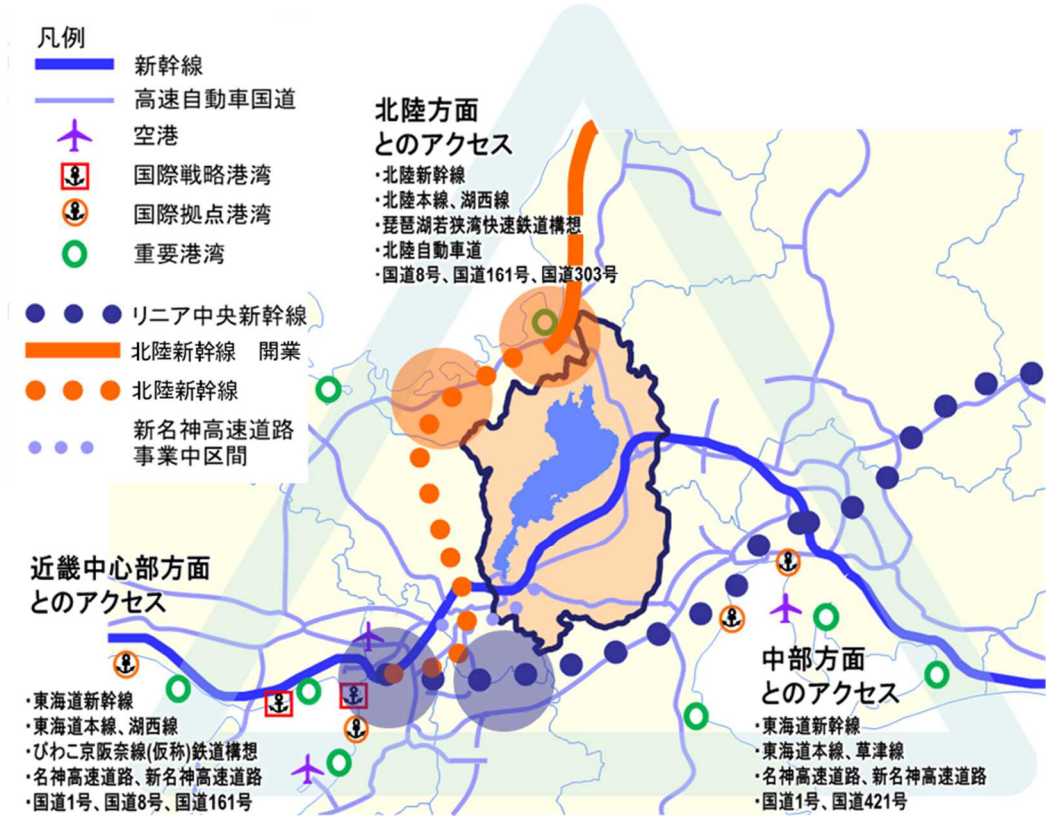 凡例
新幹線
高速自動車国道
空港
国際戦略港湾
国際拠点港湾
重要港湾
リニア中央新幹線
北陸新幹線　開業
北陸新幹線
新名神高速道路
事業中区間
北陸方面
とのアクセス
・北陸新幹線
・北陸本線、湖西線
・琵琶湖若狭湾快速鉄道構想
・北陸自動車道
・国道8号、国道161号、国道303号
近畿中心部方面
とのアクセス
・東海道新幹線
・東海道本線、湖西線
・びわこ京阪奈線(仮称)鉄道構想
・名神高速道路、新名神高速道路
・国道1号、国道8号、国道161号
中部方面
とのアクセス
・東海道新幹線
・東海道本線、草津線
・名神高速道路、新名神高速道路
・国道1号、国道421号